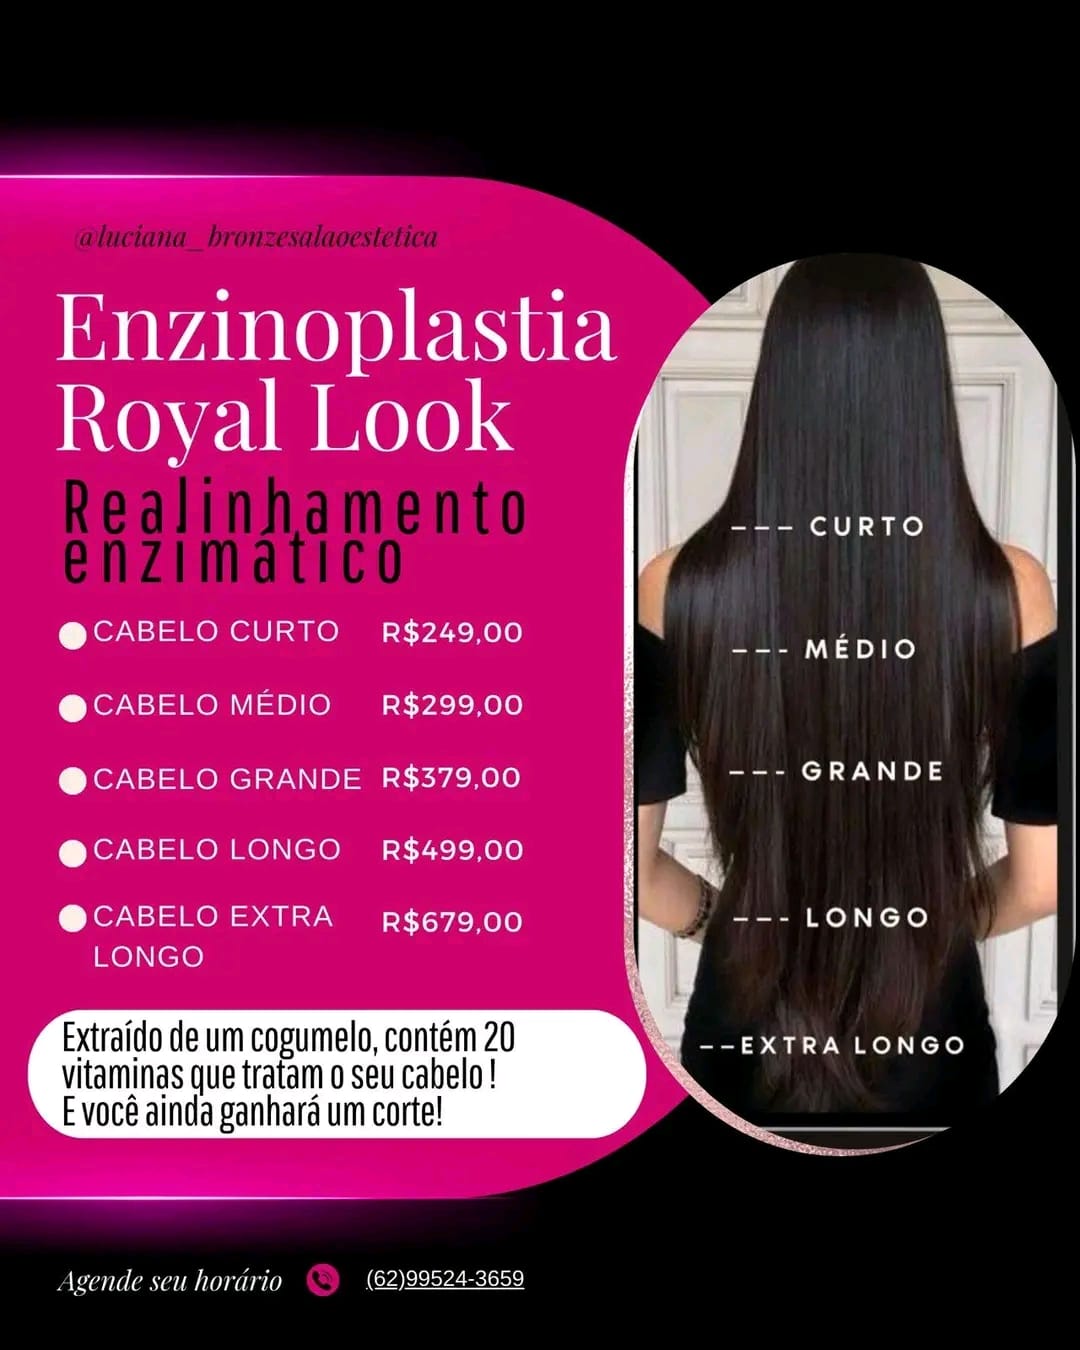 @luciana_bronzesalaoestetica
Enzinoplastia
Royal Look
Realinhamento
enzimático
CABELO CURTO R$249,00
CABELO MÉDIO R$299,00
CABELO GRANDE R$379,00
CABELO LONGO R$499,00
CABELO EXTRA R$679,00
LONGO
Extraído de um cogumelo, contém 20
vitaminas que tratam o seu cabelo !
E você ainda ganhará um corte!
--- CURTO
--- MÉDIO
--- GRANDE
--- LONGO
--EXTRA LONGO
Agende seu horário (62)99524-3659